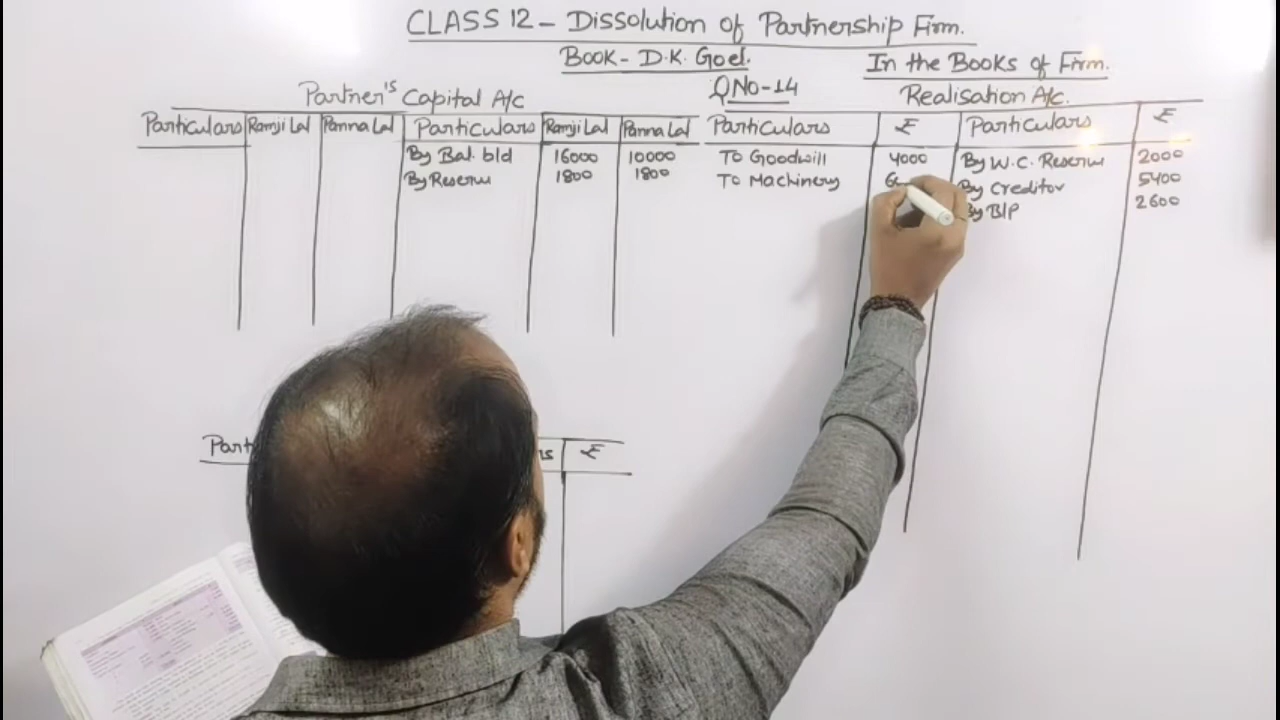 CLASS 12 - Dissolution of Partnership Firm.
BOOK - D.K. Goel.
In the Books of Firm.
QNO-14
Partner's Capital A/c
Particulars Ramji Lal Panna Lal Particulars Ramji Lal Panna Lal
By Bal. b/d 16000 10000
By Reserve 1800 1800
Realisation A/c.
Particulars ₹ Particulars ₹
To Goodwill 4000 By W.C. Reserve 2000
To Machinery By Creditor 5400
By B/P 2600
₹